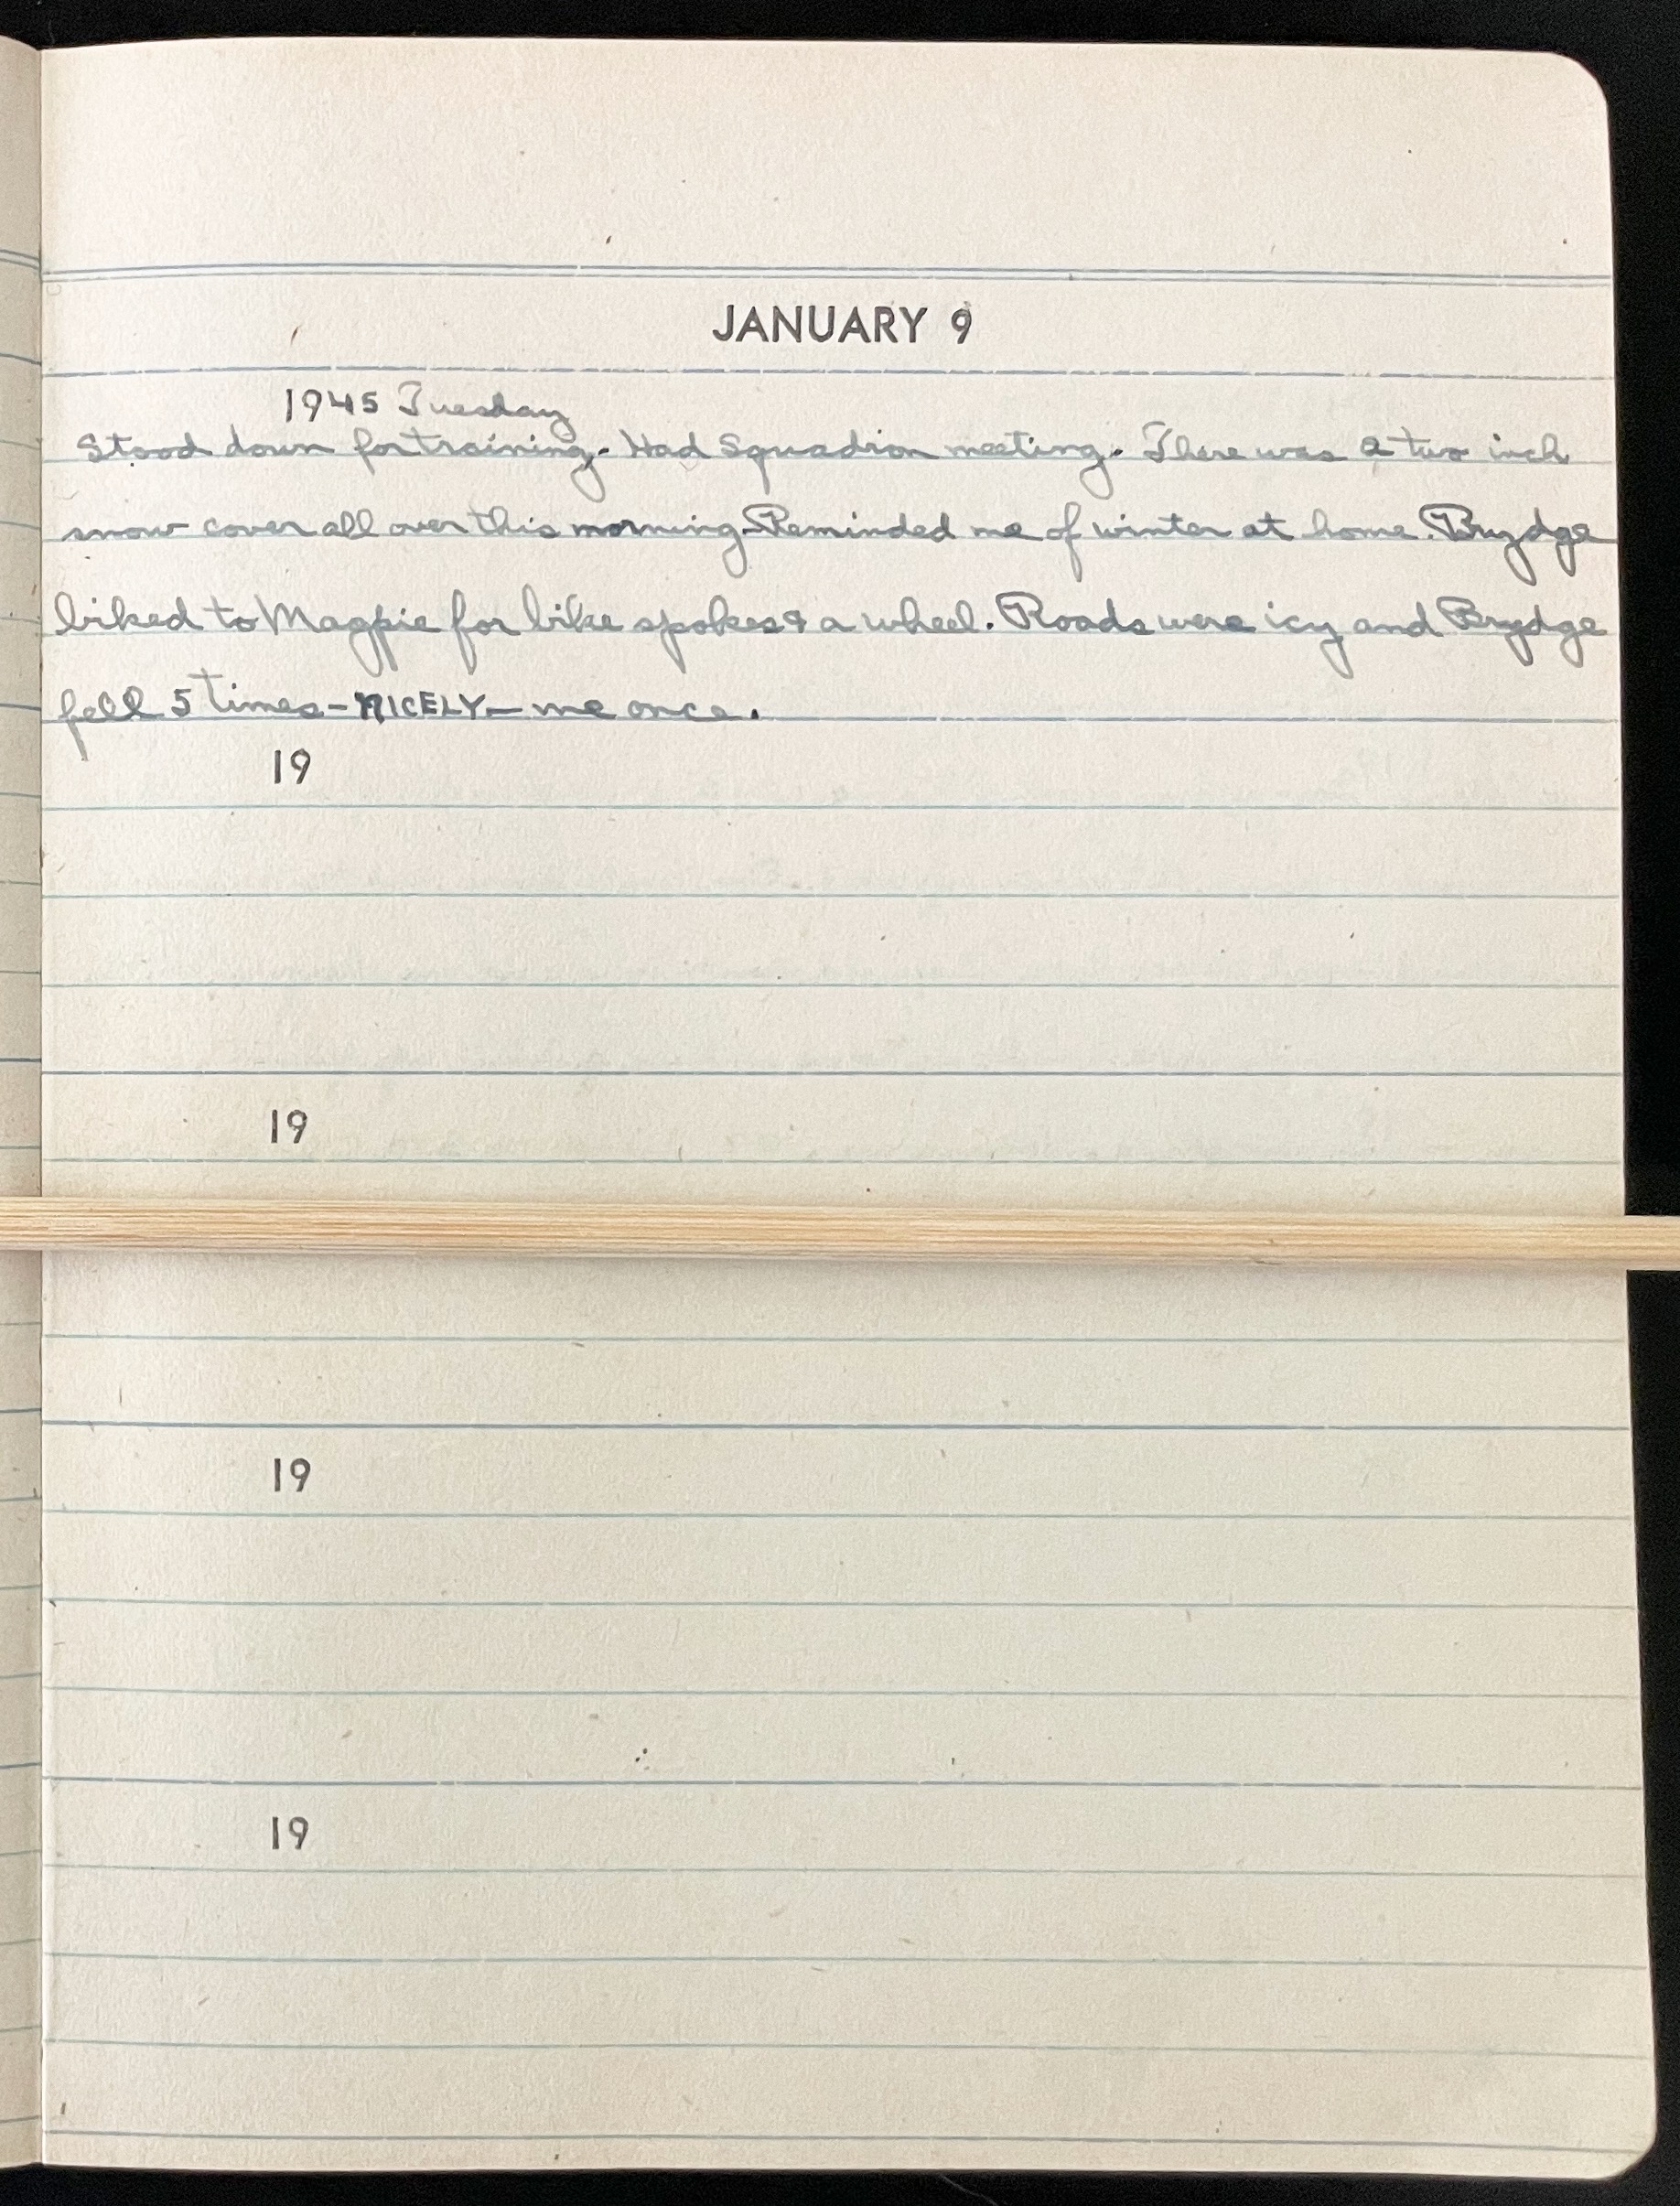 JANUARY 9
1945 Tuesday
Stood down for training. Had Squadron meeting. There was a two inch
snow cover all over this morning. Reminded me of winter at home. Brydge
biked to Magpie for bike spokes & a wheel. Roads were icy and Brydge
fell 5 times - NICELY - me once.
19
19
19
19